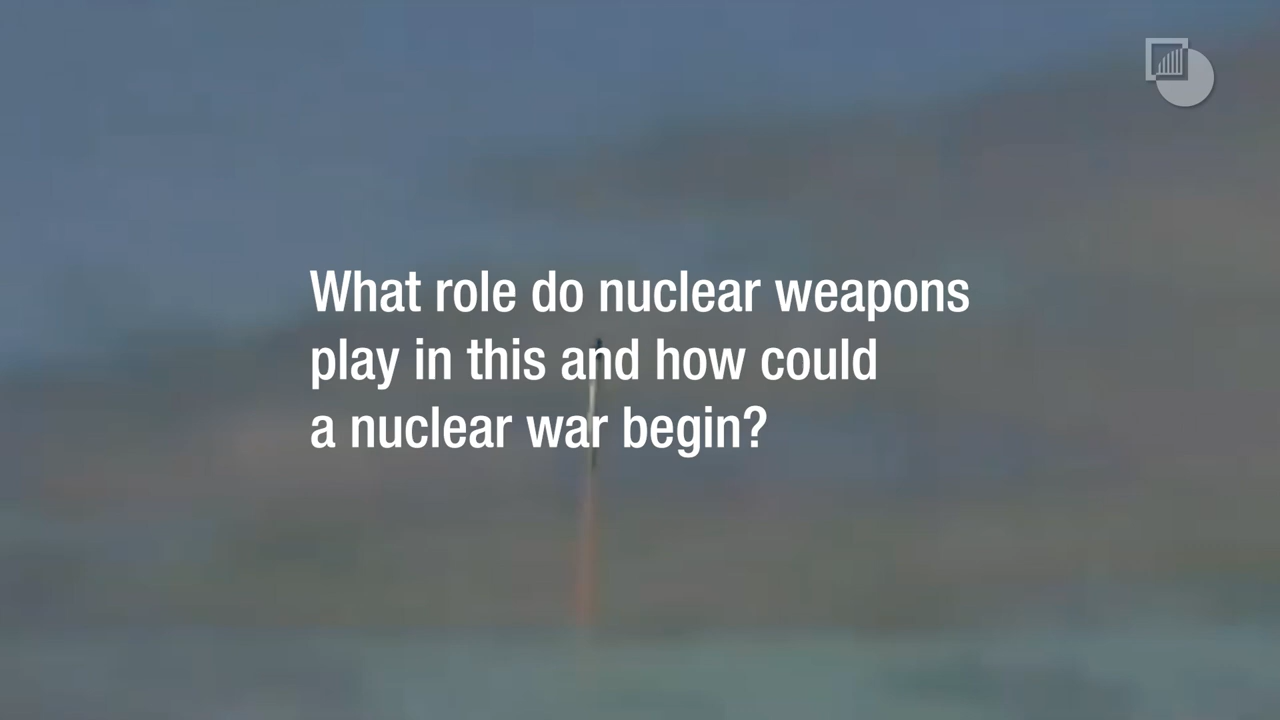 What role do nuclear weapons
play in this and how could
a nuclear war begin?